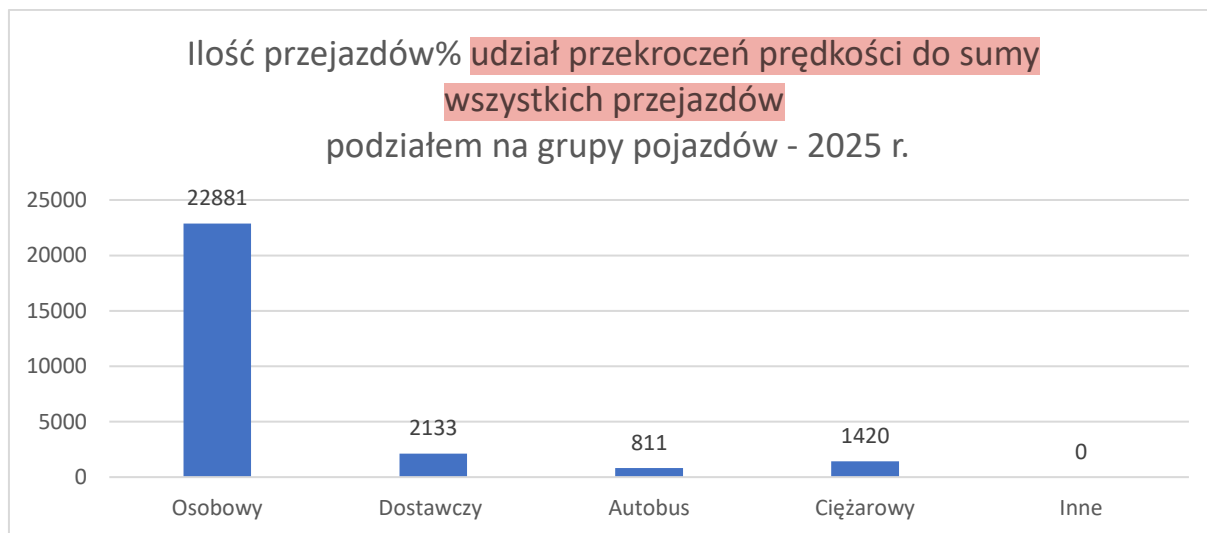 Ilość przejazdów% udział przekroczeń prędkości do sumy
wszystkich przejazdów
podziałem na grupy pojazdów - 2025 r.
25000
20000
15000
10000
5000
0
22881
2133
811
1420
0
Osobowy
Dostawczy
Autobus
Ciężarowy
Inne